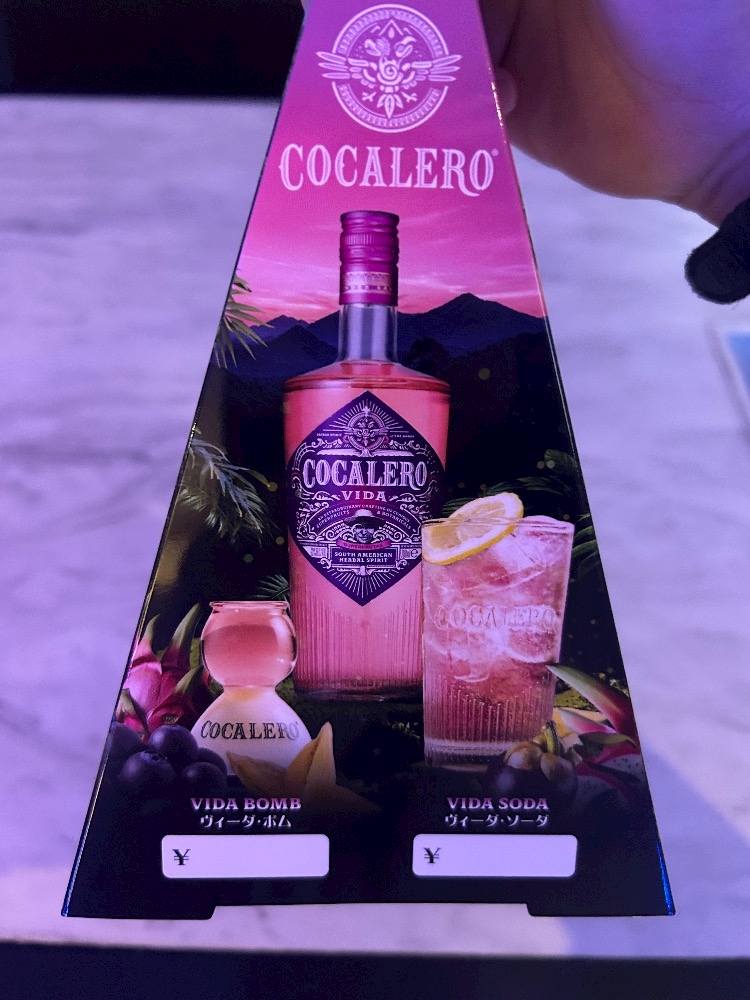 COCALERO®
COCALERO
VIDA
SOUTH AMERICAN
HERBAL SPIRIT
COCALERO
COCALERO
VIDA BOMB
ヴィーダ・ボム
VIDA SODA
ヴィーダ・ソーダ
¥
¥